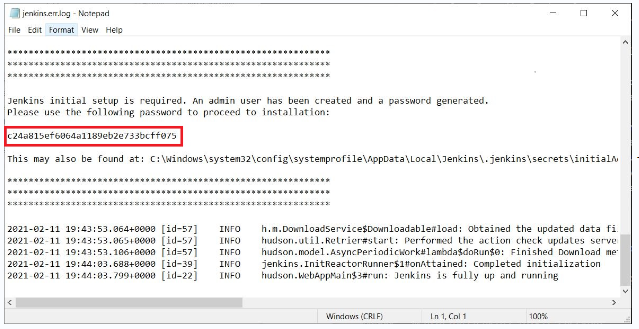 jenkins.err.log - Notepad
File Edit Format View Help
**************************************************************
**************************************************************
**************************************************************
Jenkins initial setup is required. An admin user has been created and a password generated.
Please use the following password to proceed to installation:
c24a815ef6064a1189eb2e733bcff075
This may also be found at: C:\Windows\system32\config\systemprofile\AppData\Local\Jenkins\.jenkins\secrets\initialA
**************************************************************
**************************************************************
**************************************************************
2021-02-11 19:43:53.064+0000 [id=57] INFO h.m.DownloadService$Downloadable#load: Obtained the updated data fi
2021-02-11 19:43:53.065+0000 [id=57] INFO hudson.util.Retrier#start: Performed the action check updates serve
2021-02-11 19:43:53.106+0000 [id=57] INFO hudson.model.AsyncPeriodicWork#lambda$doRun$0: Finished Download me
2021-02-11 19:44:03.688+0000 [id=39] INFO jenkins.InitReactorRunner$1#onAttained: Completed initialization
2021-02-11 19:44:03.799+0000 [id=22] INFO hudson.WebAppMain$3#run: Jenkins is fully up and running
Windows (CRLF) Ln 1, Col 1 100%